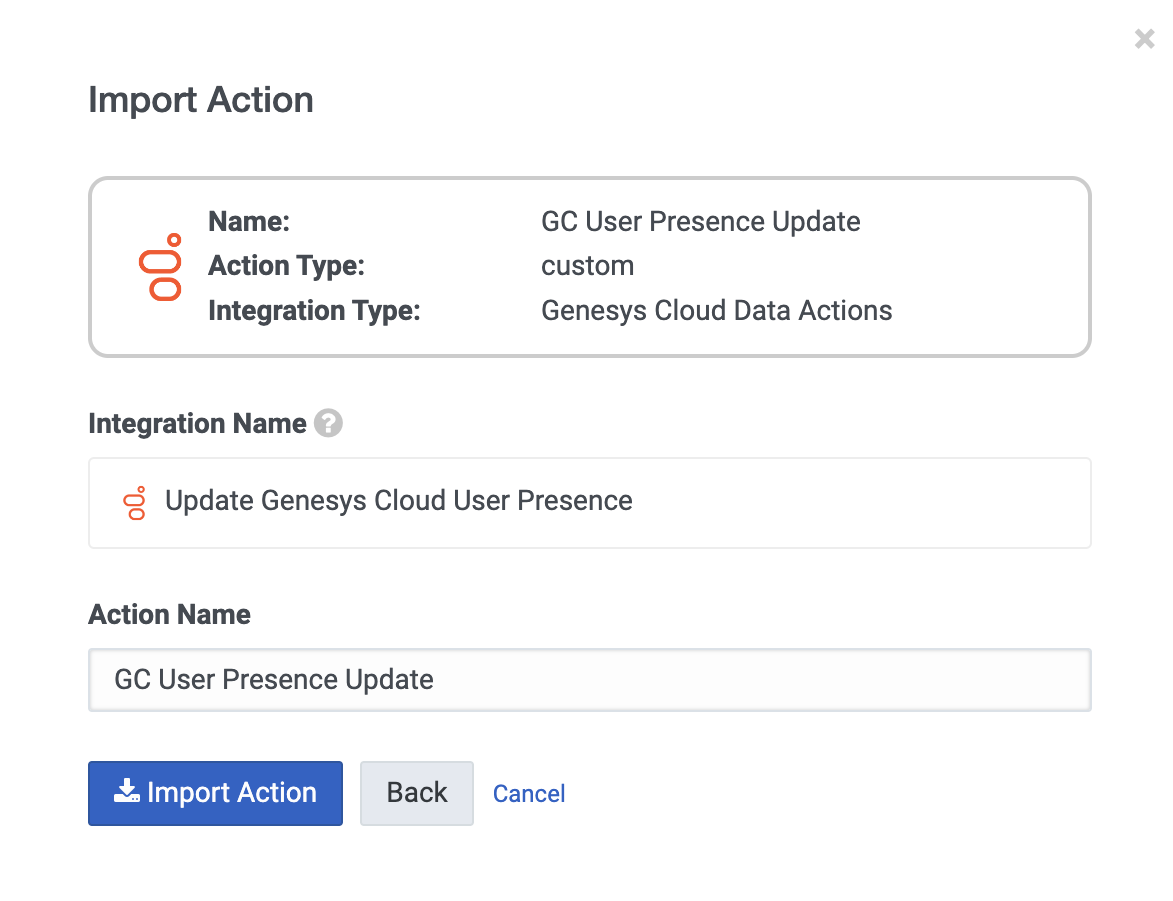 Import Action
Name: GC User Presence Update
Action Type: custom
Integration Type: Genesys Cloud Data Actions
Integration Name ?
Update Genesys Cloud User Presence
Action Name
GC User Presence Update
Import Action Back Cancel